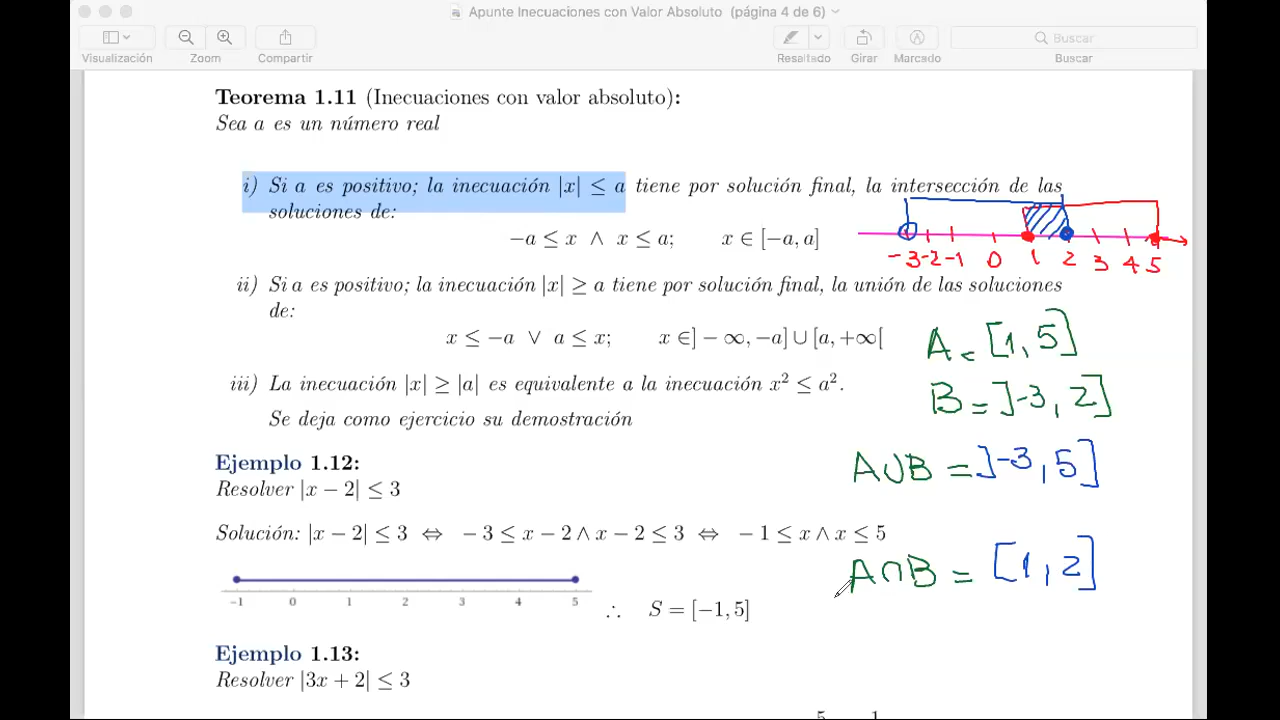 Apunte Inecuaciones con Valor Absoluto (página 4 de 6)
Visualización Zoom Compartir Resaltado Girar Marcado Buscar
Buscar
Teorema 1.11 (Inecuaciones con valor absoluto):
Sea a es un número real
i) Si a es positivo; la inecuación |x| ≤ a tiene por solución final, la intersección de las
soluciones de:
−a ≤ x ∧ x ≤ a; x ∈ [−a, a]
-3 -2 -1 0 1 2 3 4 5
ii) Si a es positivo; la inecuación |x| ≥ a tiene por solución final, la unión de las soluciones
de:
x ≤ −a ∨ a ≤ x; x ∈] − ∞, −a] ∪ [a, +∞[
A = [1, 5]
iii) La inecuación |x| ≥ |a| es equivalente a la inecuación x² ≤ a².
B = ]-3, 2]
Se deja como ejercicio su demostración
Ejemplo 1.12:
A∪B = ]-3, 5]
Resolver |x − 2| ≤ 3
Solución: |x − 2| ≤ 3 ⇔ − 3 ≤ x − 2 ∧ x − 2 ≤ 3 ⇔ − 1 ≤ x ∧ x ≤ 5
A∩B = [1, 2]
−1 0 1 2 3 4 5
∴ S = [−1, 5]
Ejemplo 1.13:
Resolver |3x + 2| ≤ 3
5 1